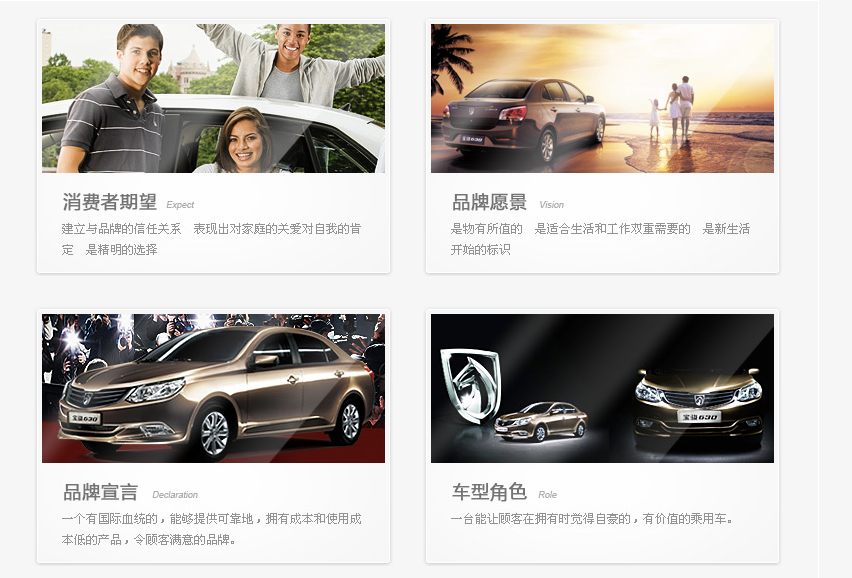 消费者期望 Expect
建立与品牌的信任关系　表现出对家庭的关爱对自我的肯
定　是精明的选择
宝骏
品牌愿景 Vision
是物有所值的　是适合生活和工作双重需要的　是新生活
开始的标识
宝骏630
品牌宣言 Declaration
一个有国际血统的，能够提供可靠地，拥有成本和使用成
本低的产品，令顾客满意的品牌。
宝骏630
车型角色 Role
一台能让顾客在拥有时觉得自豪的，有价值的乘用车。